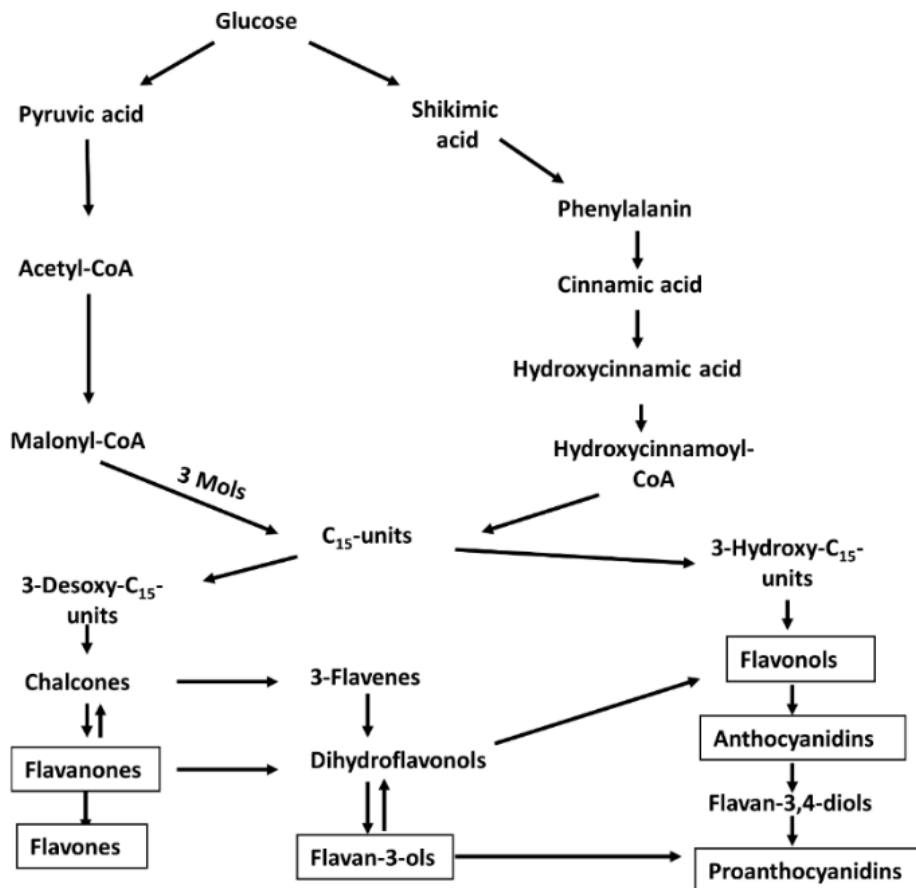 Glucose
Pyruvic acid
Shikimic
acid
Phenylalanin
Acetyl-CoA
Cinnamic acid
Hydroxycinnamic acid
Malonyl-CoA
3 Mols
Hydroxycinnamoyl-
CoA
C₁₅-units
3-Hydroxy-C₁₅-
units
3-Desoxy-C₁₅-
units
Flavonols
Chalcones
3-Flavenes
Anthocyanidins
Flavanones
Dihydroflavonols
Flavan-3,4-diols
Flavones
Flavan-3-ols
Proanthocyanidins